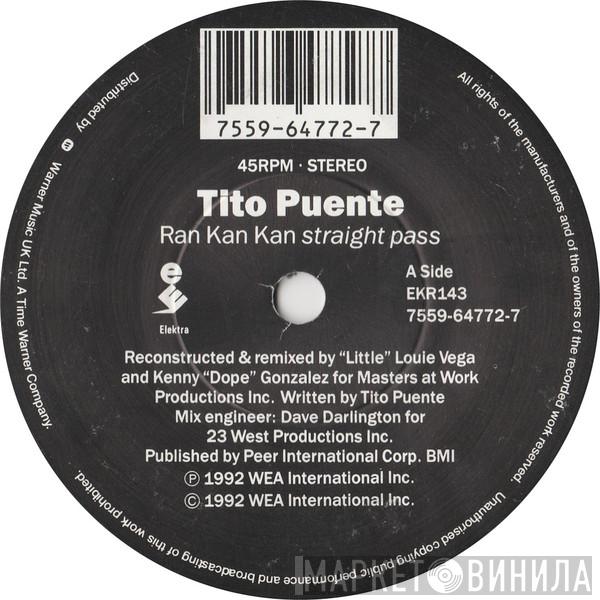 7559-64772-7
45RPM · STEREO
Tito Puente
Ran Kan Kan straight pass
e
Elektra
A Side
EKR143
7559-64772-7
Reconstructed & remixed by “Little” Louie Vega
and Kenny “Dope” Gonzalez for Masters at Work
Productions Inc. Written by Tito Puente
Mix engineer: Dave Darlington for
23 West Productions Inc.
Published by Peer International Corp. BMI
Ⓟ 1992 WEA International Inc.
© 1992 WEA International Inc.
All rights of the manufacturers and of the owners of the recorded work reserved. Unauthorised copying public performance and broadcasting of this work prohibited.
Distributed by Warner Music UK Ltd. A Time Warner Company.
МАРКЕТ ВИНИЛА